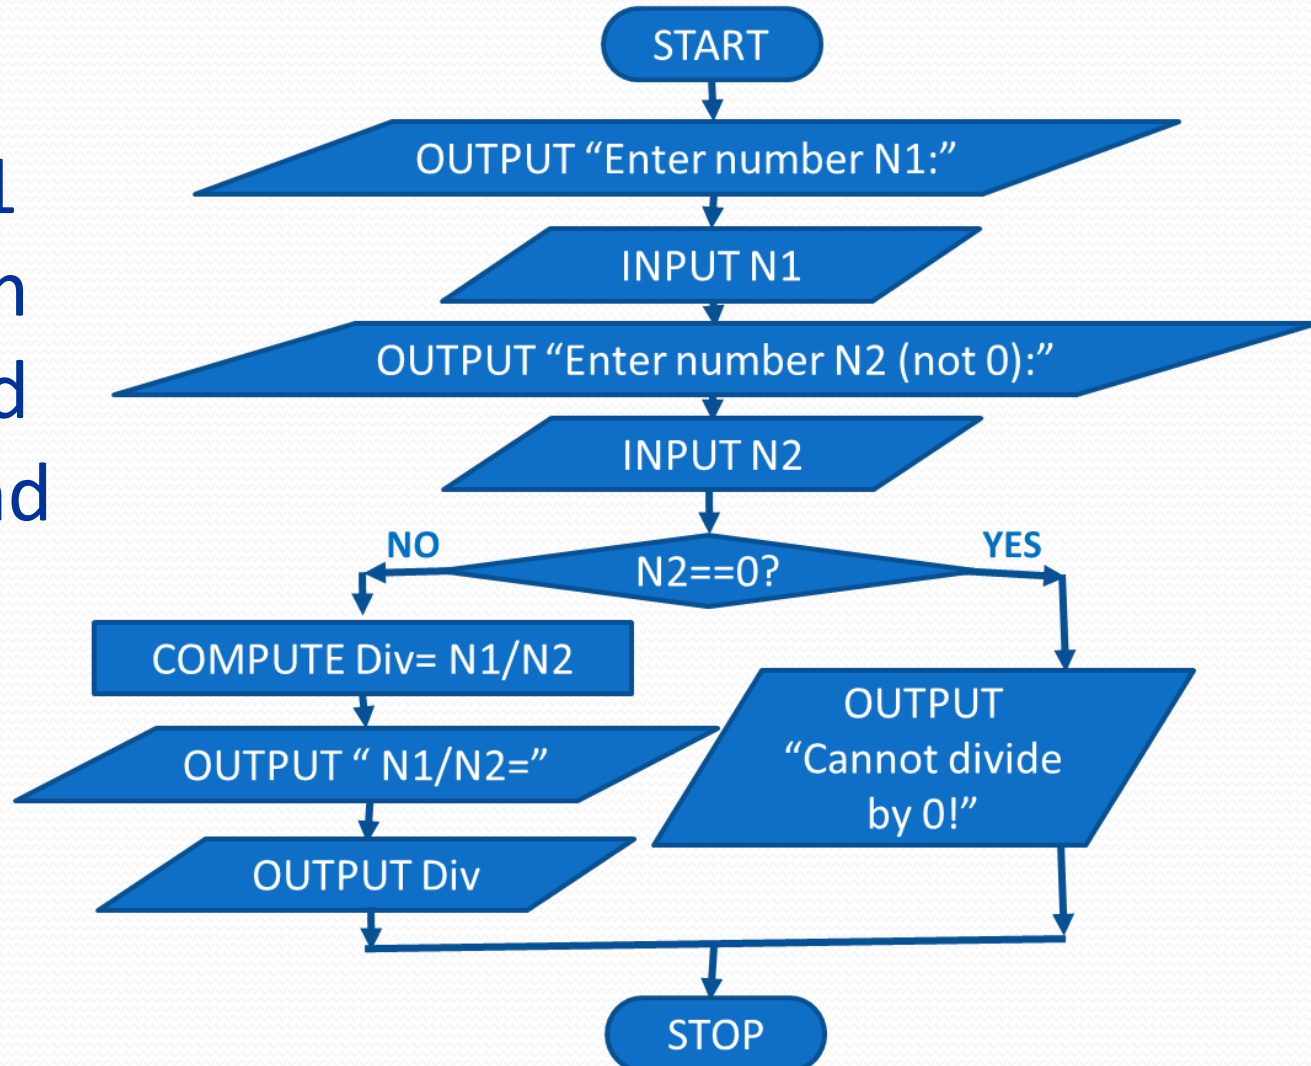 START
OUTPUT “Enter number N1:”
INPUT N1
OUTPUT “Enter number N2 (not 0):”
INPUT N2
N2==0?
NO
YES
COMPUTE Div= N1/N2
OUTPUT “ N1/N2=”
OUTPUT Div
OUTPUT
“Cannot divide
by 0!”
STOP